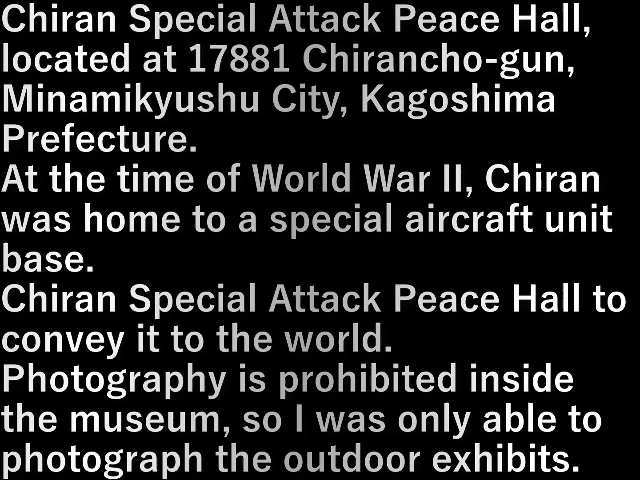 Chiran Special Attack Peace Hall,
located at 17881 Chirancho-gun,
Minamikyushu City, Kagoshima
Prefecture.
At the time of World War II, Chiran
was home to a special aircraft unit
base.
Chiran Special Attack Peace Hall to
convey it to the world.
Photography is prohibited inside
the museum, so I was only able to
photograph the outdoor exhibits.